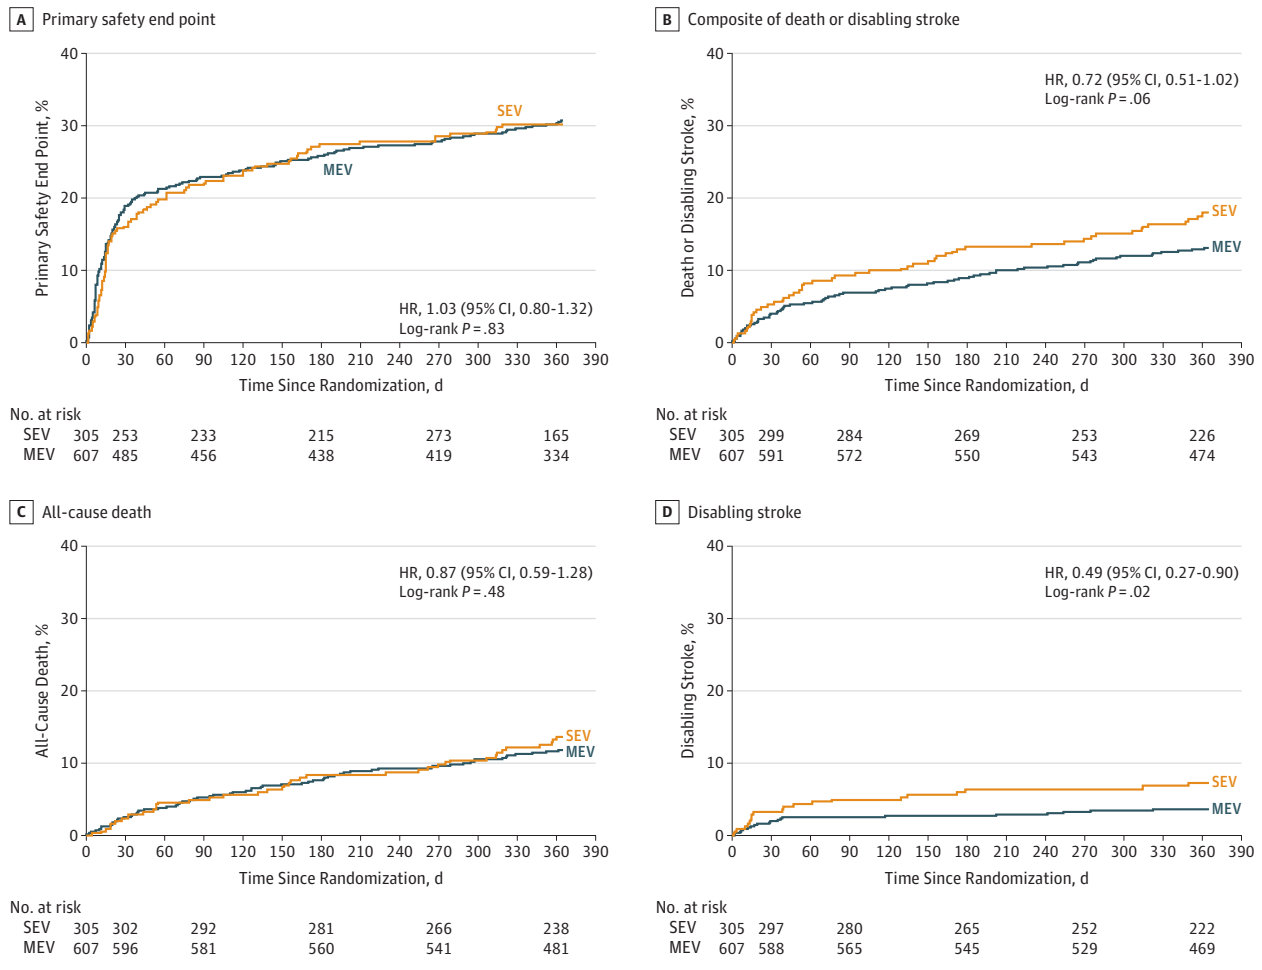 A Primary safety end point
40
30
20
10
0
Primary Safety End Point, %
SEV
MEV
HR, 1.03 (95% CI, 0.80-1.32)
Log-rank P = .83
0 30 60 90 120 150 180 210 240 270 300 330 360 390
Time Since Randomization, d
No. at risk
SEV 305 253 233 215 273 165
MEV 607 485 456 438 419 334
B Composite of death or disabling stroke
40
30
20
10
0
Death or Disabling Stroke, %
HR, 0.72 (95% CI, 0.51-1.02)
Log-rank P = .06
SEV
MEV
0 30 60 90 120 150 180 210 240 270 300 330 360 390
Time Since Randomization, d
No. at risk
SEV 305 299 284 269 253 226
MEV 607 591 572 550 543 474
C All-cause death
40
30
20
10
0
All-Cause Death, %
HR, 0.87 (95% CI, 0.59-1.28)
Log-rank P = .48
SEV
MEV
0 30 60 90 120 150 180 210 240 270 300 330 360 390
Time Since Randomization, d
No. at risk
SEV 305 302 292 281 266 238
MEV 607 596 581 560 541 481
D Disabling stroke
40
30
20
10
0
Disabling Stroke, %
HR, 0.49 (95% CI, 0.27-0.90)
Log-rank P = .02
SEV
MEV
0 30 60 90 120 150 180 210 240 270 300 330 360 390
Time Since Randomization, d
No. at risk
SEV 305 297 280 265 252 222
MEV 607 588 565 545 529 469